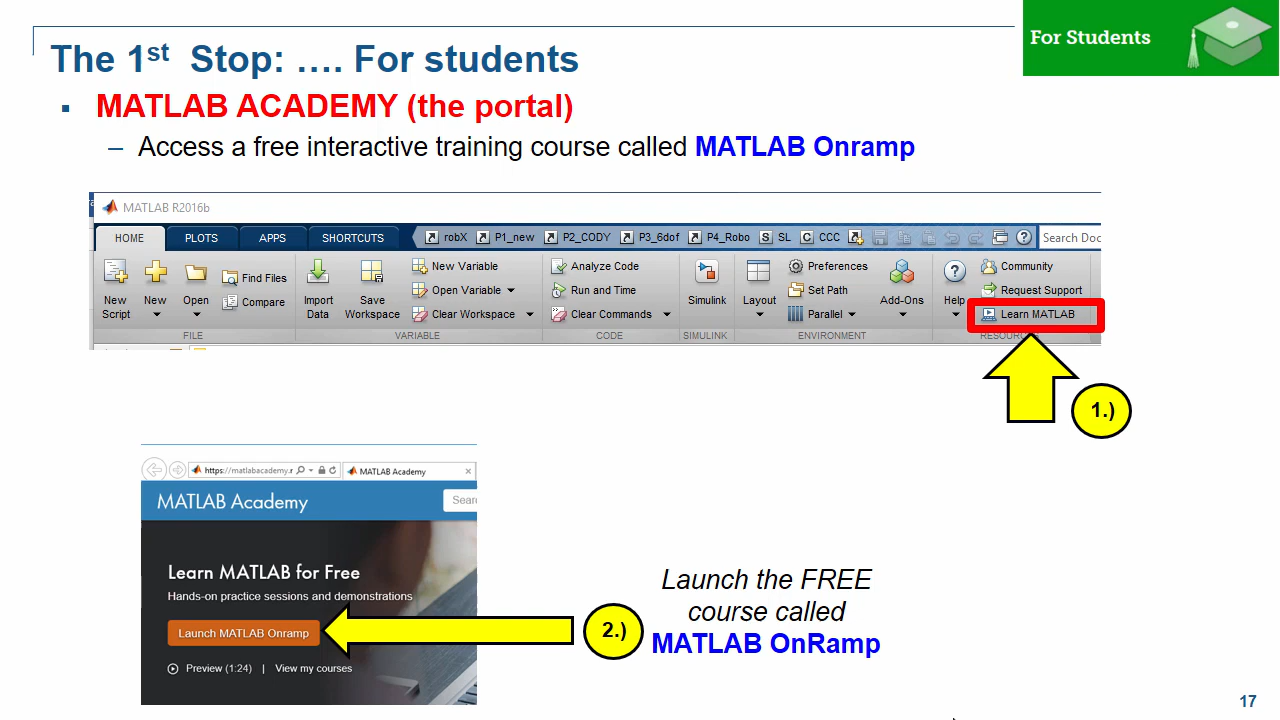 For Students
The 1st Stop: .... For students
▪ MATLAB ACADEMY (the portal)
– Access a free interactive training course called MATLAB Onramp
MATLAB R2016b
HOME PLOTS APPS SHORTCUTS robX P1_new P2_CODY P3_6dof P4_Robo S SL C CCC ? Search Doc
New Script
New
Open
Find Files
Compare
FILE
Import Data
Save Workspace
New Variable
Open Variable
Clear Workspace
VARIABLE
Analyze Code
Run and Time
Clear Commands
CODE
Simulink
SIMULINK
Layout
Preferences
Set Path
Parallel
Add-Ons
ENVIRONMENT
? Help
Community
Request Support
Learn MATLAB
1.)
https://matlabacademy.r MATLAB Academy ×
MATLAB Academy Sear
Learn MATLAB for Free
Hands-on practice sessions and demonstrations
Launch MATLAB Onramp
Preview (1:24) | View my courses
2.)
Launch the FREE
course called
MATLAB OnRamp
17